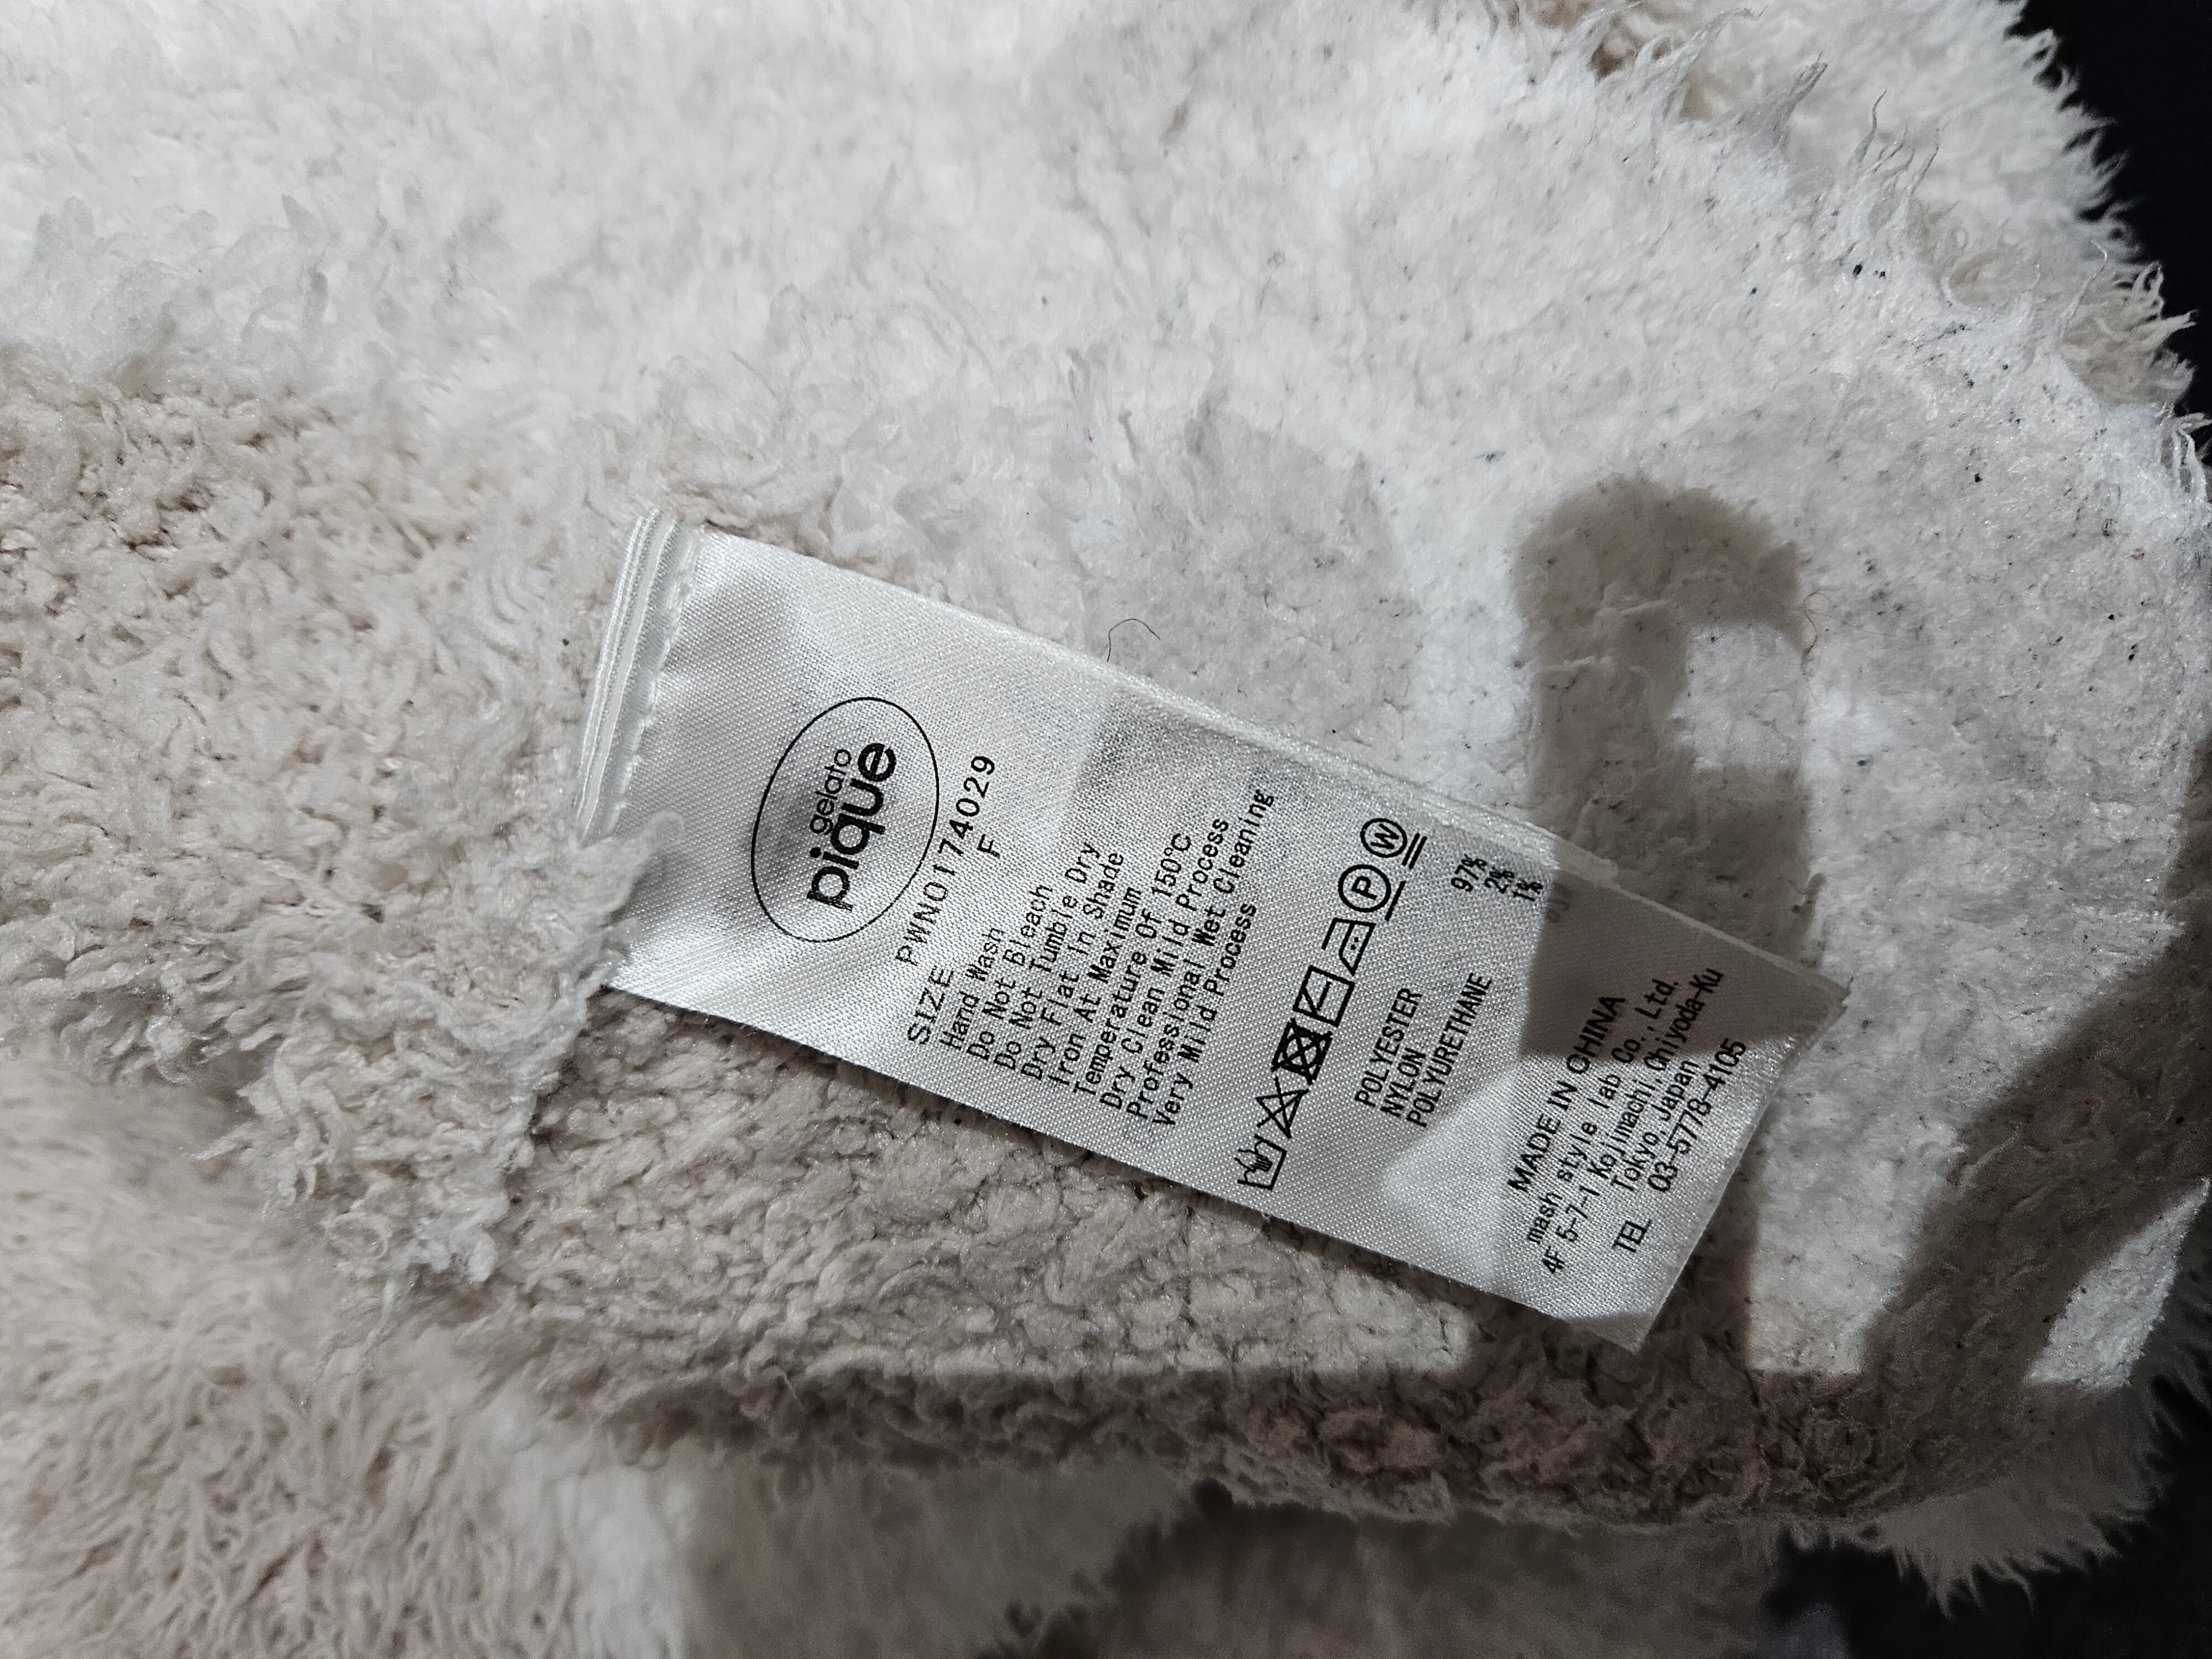 gelato
pique
PWNO174029
SIZE F
Hand Wash
Do Not Bleach
Do Not Tumble Dry
Dry Flat In Shade
Iron At Maximum
Temperature Of 150℃
Dry Clean Mild Process
Professional Wet Cleaning
Very Mild Process
P W
POLYESTER 97%
NYLON 2%
POLYURETHANE 1%
MADE IN CHINA
mash style lab Co., Ltd.
4F 5-7-1 Kojimachi, Chiyoda-Ku
Tokyo, Japan
TEL 03-5778-4105